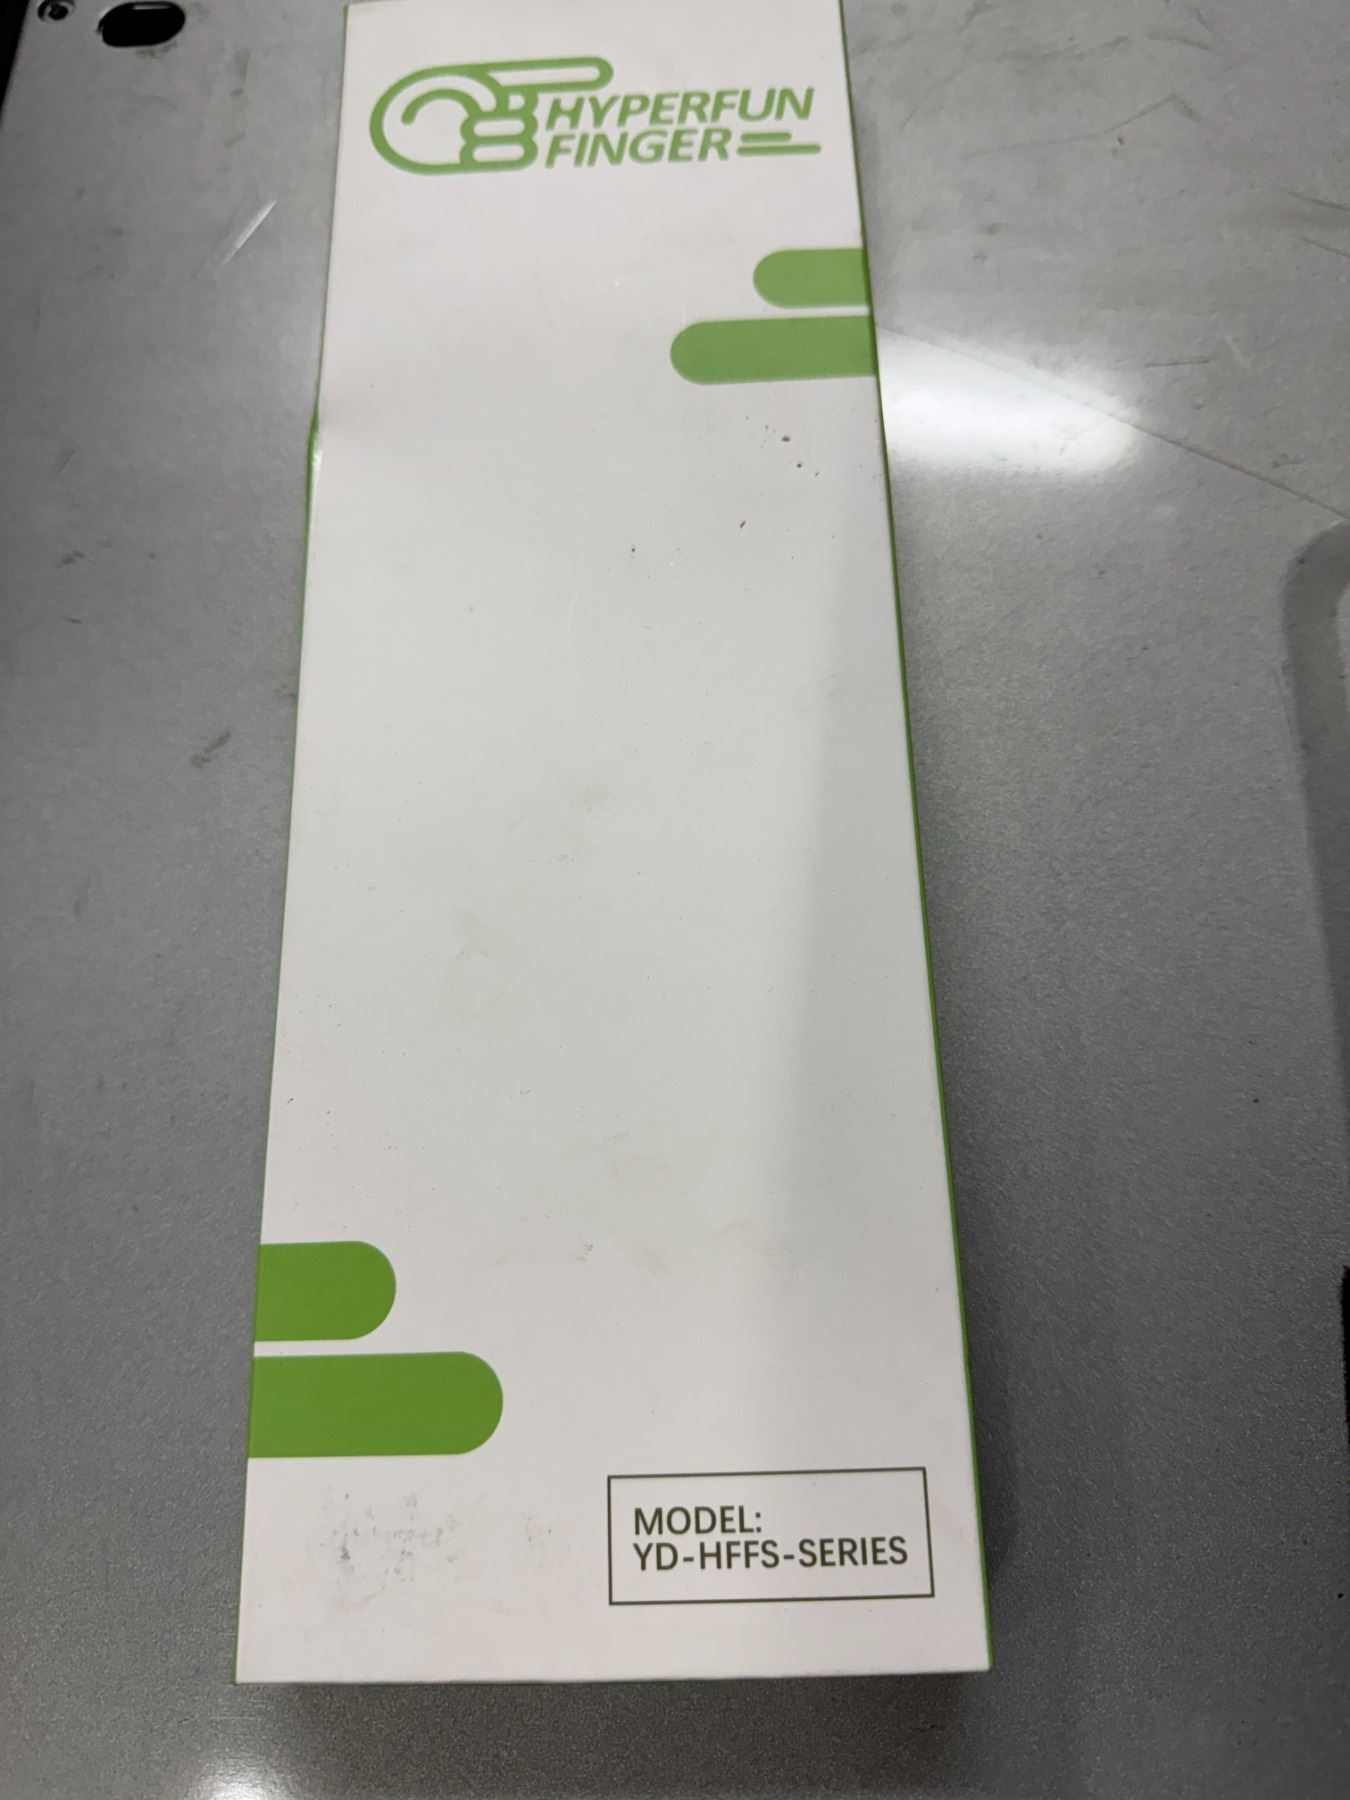 HYPERFUN
FINGER
MODEL:
YD-HFFS-SERIES